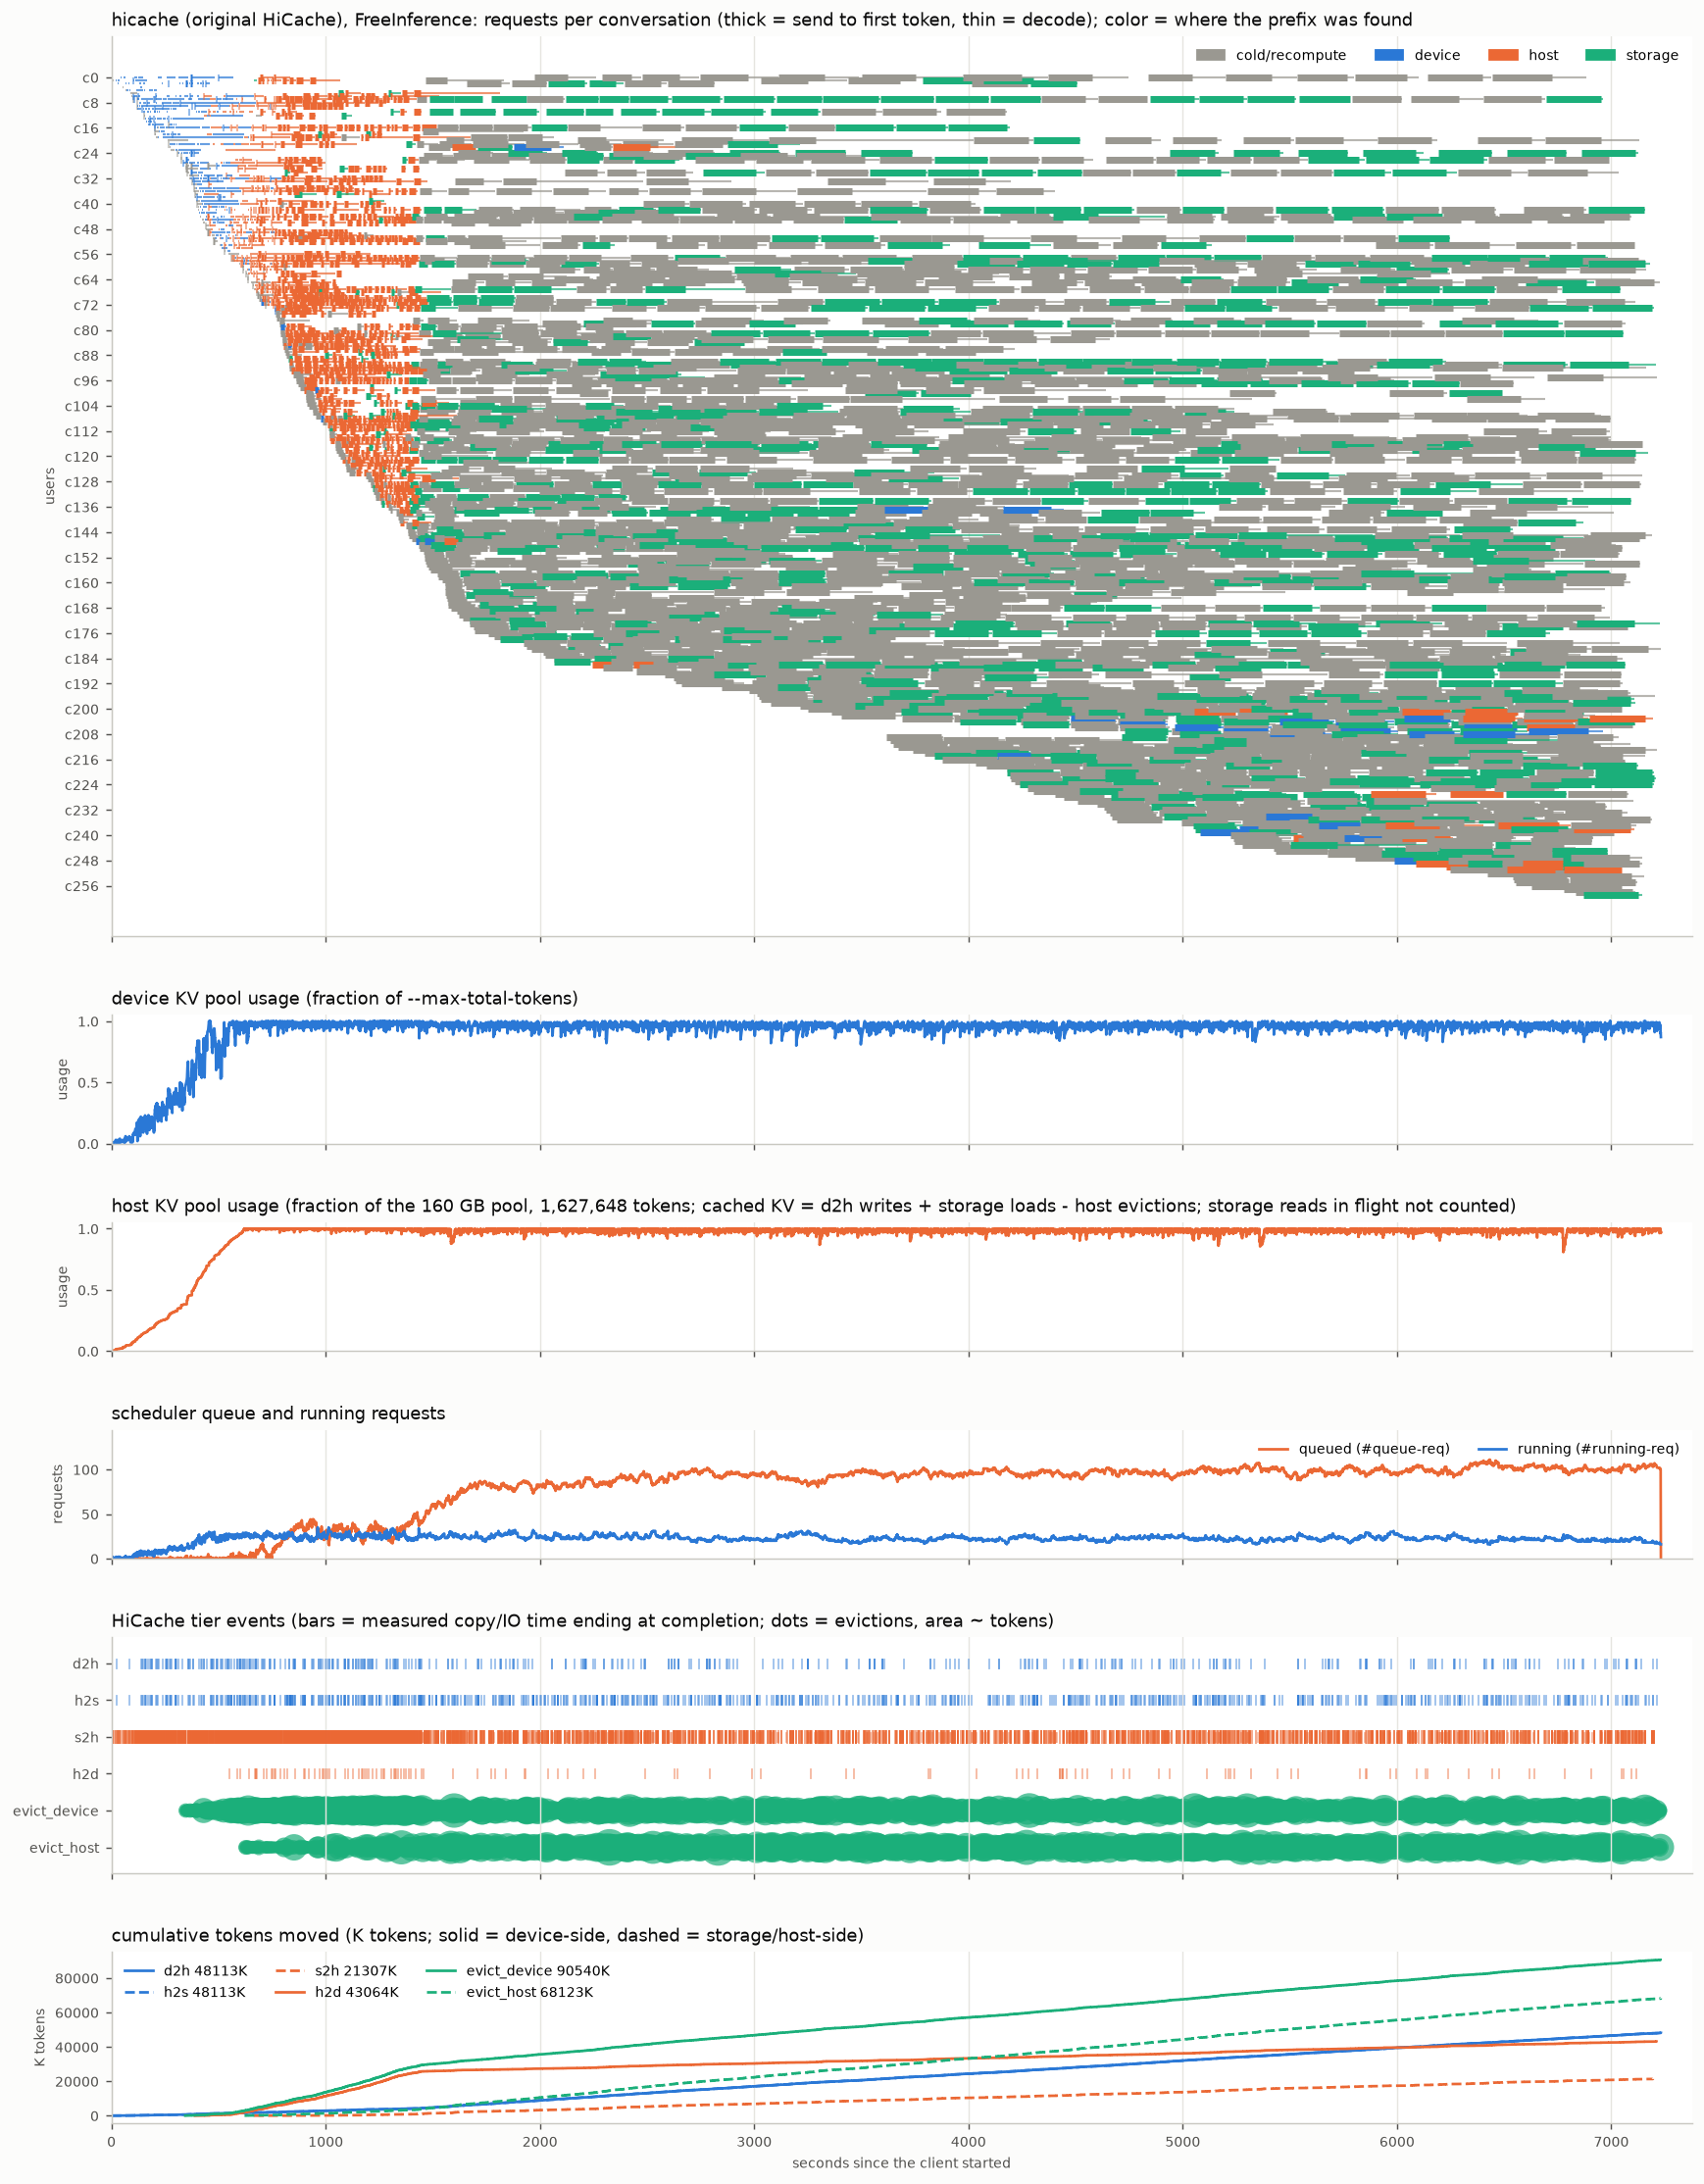 hicache (original HiCache), FreeInference: requests per conversation (thick = send to first token, thin = decode); color = where the prefix was found
cold/recompute device host storage
c0
c8
c16
c24
c32
c40
c48
c56
c64
c72
c80
c88
c96
c104
c112
c120
c128
c136
c144
c152
c160
c168
c176
c184
c192
c200
c208
c216
c224
c232
c240
c248
c256
users
device KV pool usage (fraction of --max-total-tokens)
1.0
0.5
0.0
usage
host KV pool usage (fraction of the 160 GB pool, 1,627,648 tokens; cached KV = d2h writes + storage loads - host evictions; storage reads in flight not counted)
1.0
0.5
0.0
usage
scheduler queue and running requests
queued (#queue-req) running (#running-req)
100
50
0
requests
HiCache tier events (bars = measured copy/IO time ending at completion; dots = evictions, area ~ tokens)
d2h
h2s
s2h
h2d
evict_device
evict_host
cumulative tokens moved (K tokens; solid = device-side, dashed = storage/host-side)
d2h 48113K s2h 21307K evict_device 90540K
h2s 48113K h2d 43064K evict_host 68123K
80000
60000
40000
20000
0
K tokens
0 1000 2000 3000 4000 5000 6000 7000
seconds since the client started